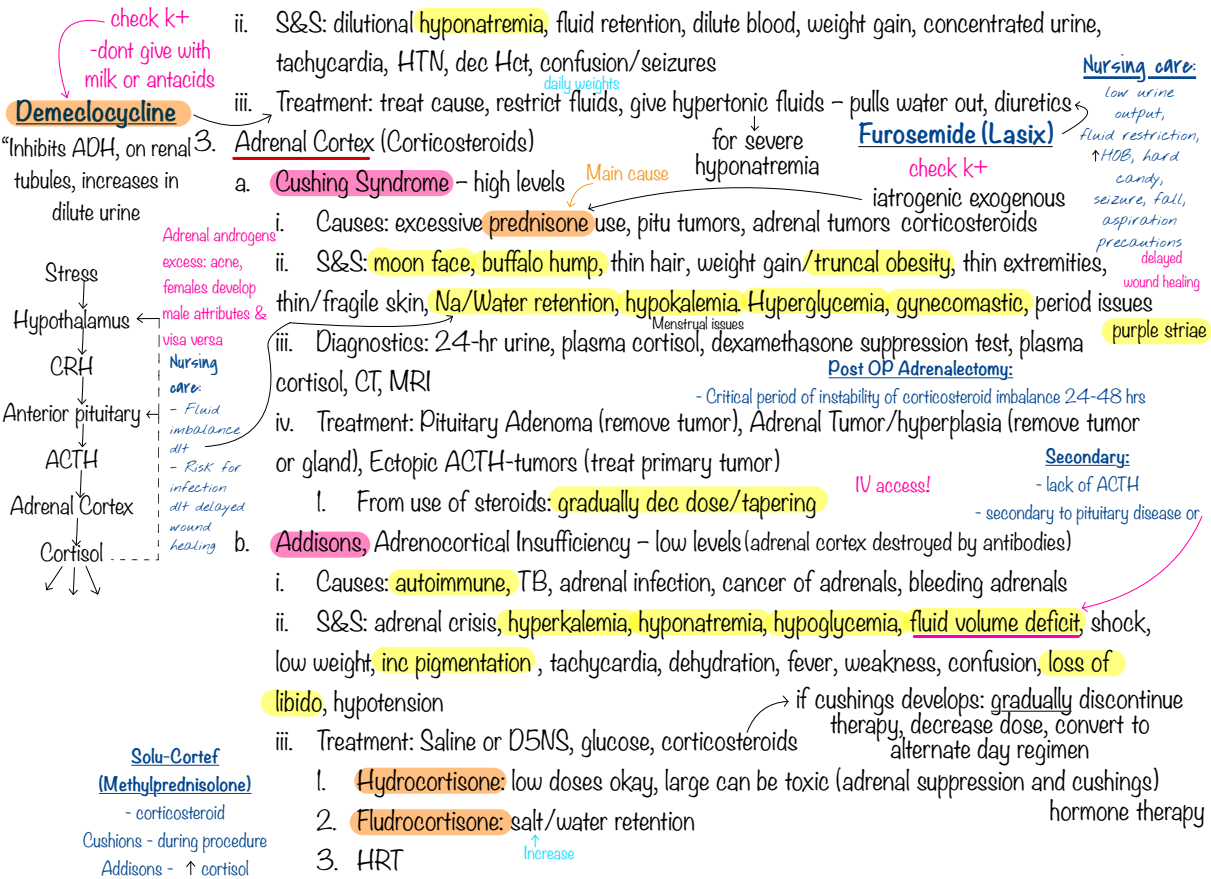 check k+
-dont give with
milk or antacids
Demeclocycline
"Inhibits ADH, on renal
tubules, increases in
dilute urine
ii. S&S: dilutional hyponatremia, fluid retention, dilute blood, weight gain, concentrated urine,
tachycardia, HTN, dec Hct, confusion/seizures
daily weights
iii. Treatment: treat cause, restrict fluids, give hypertonic fluids – pulls water out, diuretics
for severe
hyponatremia
Furosemide (Lasix)
check k+
Nursing care:
low urine
output,
fluid restriction,
↑HOB, hard
candy,
seizure, fall,
aspiration
precautions
3. Adrenal Cortex (Corticosteroids)
a. Cushing Syndrome – high levels
Main cause
iatrogenic exogenous
corticosteroids
i. Causes: excessive prednisone use, pitu tumors, adrenal tumors
ii. S&S: moon face, buffalo hump, thin hair, weight gain/truncal obesity, thin extremities,
thin/fragile skin, Na/Water retention, hypokalemia. Hyperglycemia, gynecomastic, period issues
delayed
wound healing
purple striae
Menstrual issues
Adrenal androgens
excess: acne,
females develop
male attributes &
visa versa
Stress
Hypothalamus
CRH
Anterior pituitary
ACTH
Adrenal Cortex
Cortisol
Nursing
care:
- Fluid
imbalance
dlt
- Risk for
infection
dlt delayed
wound
healing
iii. Diagnostics: 24-hr urine, plasma cortisol, dexamethasone suppression test, plasma
cortisol, CT, MRI
Post OP Adrenalectomy:
- Critical period of instability of corticosteroid imbalance 24-48 hrs
iv. Treatment: Pituitary Adenoma (remove tumor), Adrenal Tumor/hyperplasia (remove tumor
or gland), Ectopic ACTH-tumors (treat primary tumor)
1. From use of steroids: gradually dec dose/tapering
IV access!
Secondary:
- lack of ACTH
- secondary to pituitary disease or
b. Addisons, Adrenocortical Insufficiency – low levels (adrenal cortex destroyed by antibodies)
i. Causes: autoimmune, TB, adrenal infection, cancer of adrenals, bleeding adrenals
ii. S&S: adrenal crisis, hyperkalemia, hyponatremia, hypoglycemia, fluid volume deficit, shock,
low weight, inc pigmentation , tachycardia, dehydration, fever, weakness, confusion, loss of
libido, hypotension
if cushings develops: gradually discontinue
therapy, decrease dose, convert to
alternate day regimen
iii. Treatment: Saline or D5NS, glucose, corticosteroids
1. Hydrocortisone: low doses okay, large can be toxic (adrenal suppression and cushings)
hormone therapy
2. Fludrocortisone: salt/water retention
↑
Increase
3. HRT
Solu-Cortef
(Methylprednisolone)
- corticosteroid
Cushions - during procedure
Addisons - ↑ cortisol